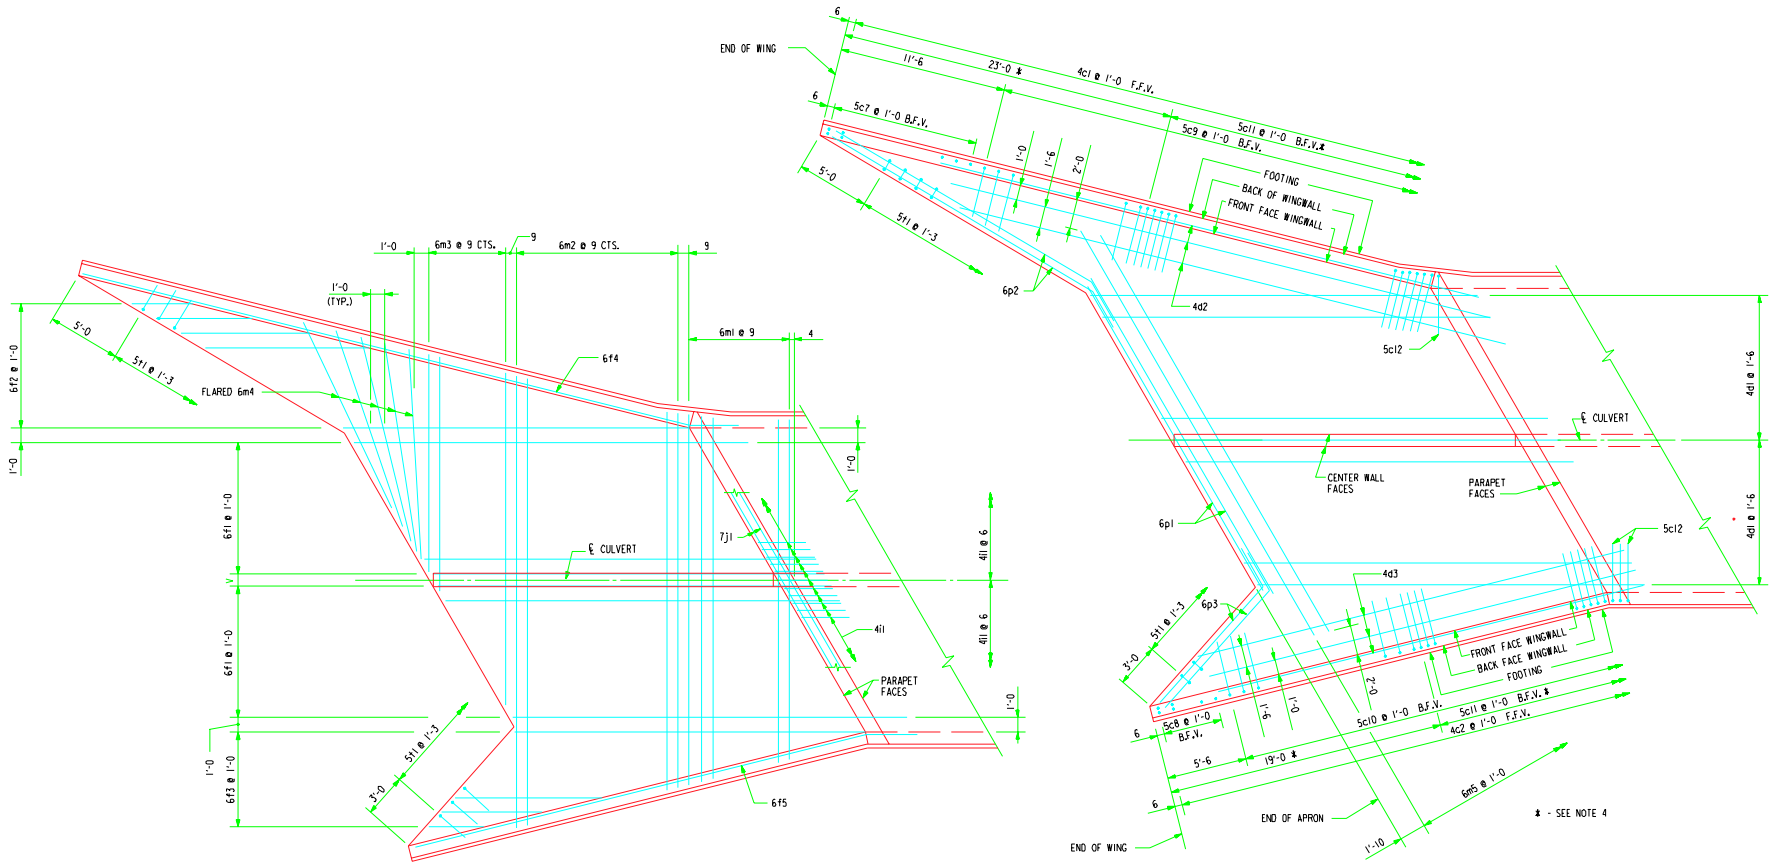 6
END OF WING
11'-6
23'-0 *
4c1 @ 1'-0 F.F.V.
6
5c7 @ 1'-0 B.F.V.
5c11 @ 1'-0 B.F.V.*
5c9 @ 1'-0 B.F.V.
1'-0
1'-6
2'-0
5'-0
5t1 @ 1'-3
FOOTING
BACK OF WINGWALL
FRONT FACE WINGWALL
6p2
4d2
5c12
4d1 @ 1'-6
℄ CULVERT
CENTER WALL
FACES
PARAPET
FACES
4d1 @ 1'-6
6p1
5c12
4d3
6p3
5t1 @ 1'-3
3'-0
FRONT FACE WINGWALL
BACK FACE WINGWALL
FOOTING
2'-0
1'-0
1'-6
5c8 @ 1'-0
B.F.V.
6
5c10 @ 1'-0 B.F.V.
5c11 @ 1'-0 B.F.V.*
4c2 @ 1'-0 F.F.V.
5'-6
19'-0 *
6
6m5 @ 1'-0
END OF APRON
END OF WING
1'-10
* - SEE NOTE 4
1'-0
6m3 @ 9 CTS.
9
6m2 @ 9 CTS.
9
1'-0
(TYP.)
5'-0
5t1 @ 1'-3
6f2 @ 1'-0
FLARED 6m4
6m1 @ 9
4
6f4
1'-0
1'-0
6f1 @ 1'-0
7j1
4i1 @ 6
℄ CULVERT
6f1 @ 1'-0
4i1
4i1 @ 6
PARAPET
FACES
1'-0
1'-0
5t1 @ 1'-3
6f3 @ 1'-0
3'-0
6f5